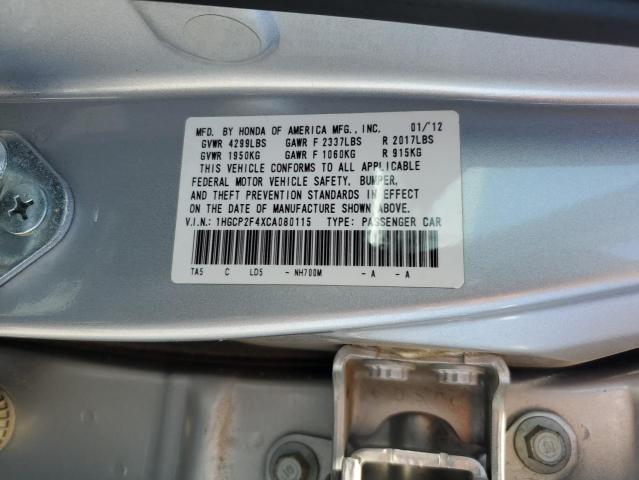 MFD. BY HONDA OF AMERICA MFG., INC. 01/'12
GVWR 4299LBS GAWR F 2337LBS R 2017LBS
GVWR 1950KG GAWR F 1060KG R 915KG
THIS VEHICLE CONFORMS TO ALL APPLICABLE
FEDERAL MOTOR VEHICLE SAFETY, BUMPER,
AND THEFT PREVENTION STANDARDS IN EFFECT
ON THE DATE OF MANUFACTURE SHOWN ABOVE.
V.I.N.: 1HGCP2F4XCA080115 TYPE: PASSENGER CAR
TA5 C LD5 - NH700M - A - A